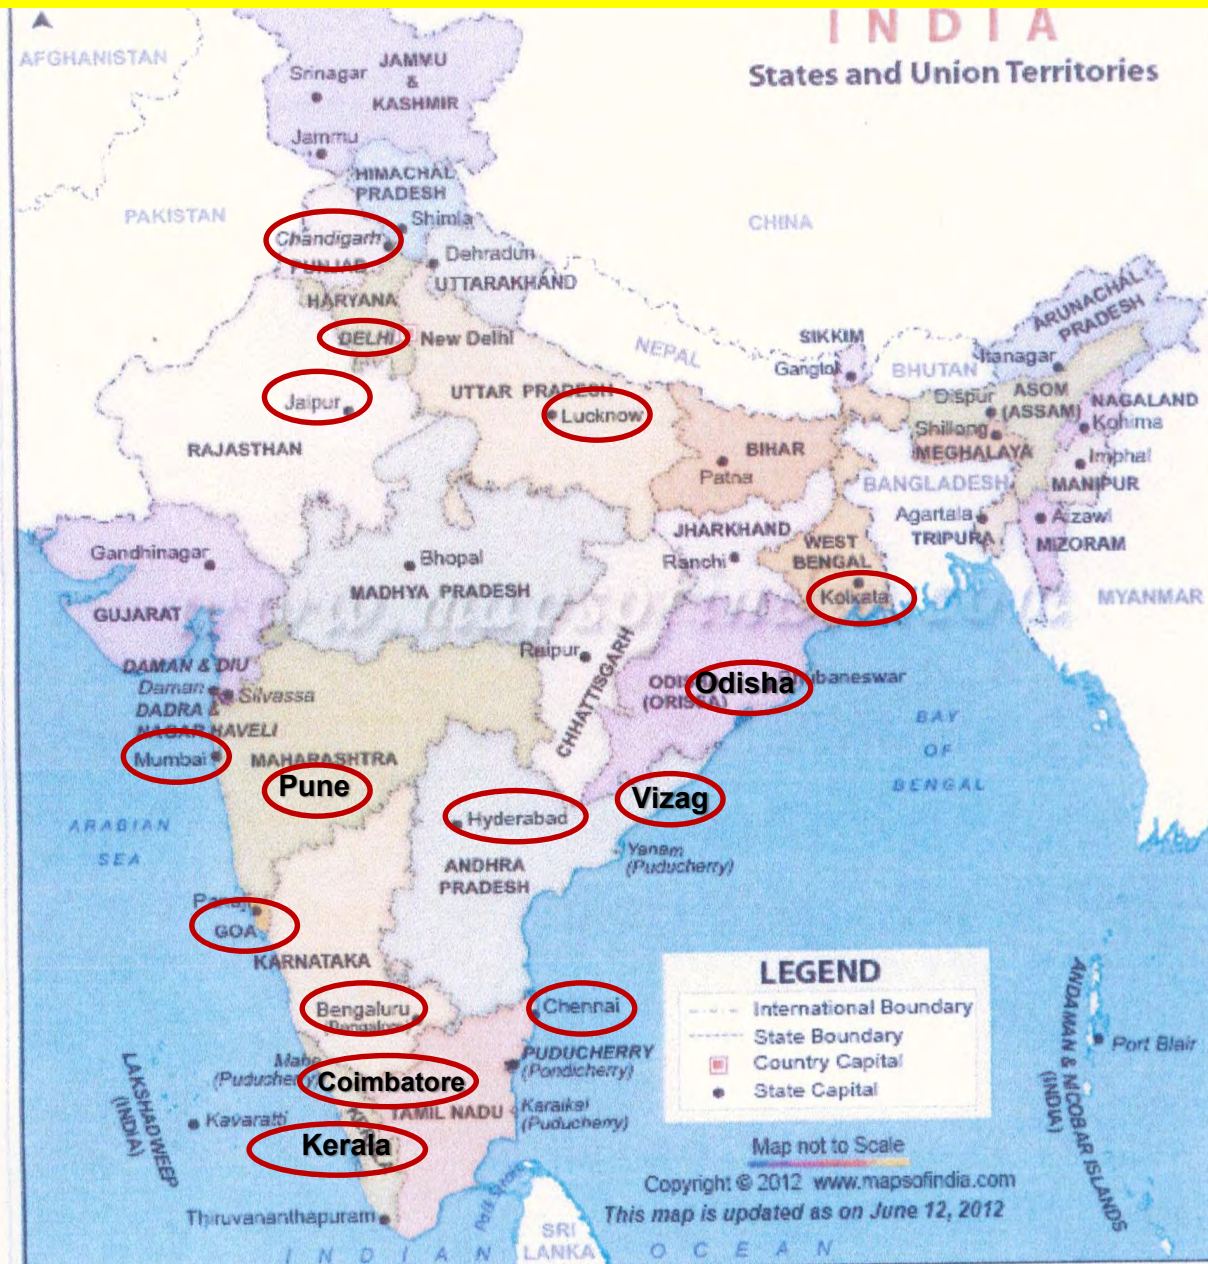 INDIA
States and Union Territories
AFGHANISTAN
JAMMU
&
KASHMIR
Srinagar
Jammu
HIMACHAL
PRADESH
PAKISTAN
Shimla
CHINA
Chandigarh
PUNJAB
Dehradun
UTTARAKHAND
HARYANA
ARUNACHAL
PRADESH
DELHI
New Delhi
NEPAL
SIKKIM
Gangtok
BHUTAN
Itanagar
Jaipur
UTTAR PRADESH
Lucknow
Dispur
ASOM
(ASSAM)
NAGALAND
Kohima
RAJASTHAN
BIHAR
Patna
Shillong
MEGHALAYA
Imphal
MANIPUR
BANGLADESH
Gandhinagar
Bhopal
JHARKHAND
Ranchi
WEST
BENGAL
Agartala
TRIPURA
Aizawl
MIZORAM
GUJARAT
MADHYA PRADESH
Kolkata
MYANMAR
DAMAN & DIU
Daman
Silvassa
DADRA &
NAGAR HAVELI
Raipur
CHHATTISGARH
Odisha
(ORISSA)
Mumbai
MAHARASHTRA
Pune
BAY
OF
BENGAL
Hyderabad
Vizag
ARABIAN
SEA
ANDHRA
PRADESH
Yanam
(Puducherry)
Panaji
GOA
KARNATAKA
Bengaluru
Chennai
LEGEND
International Boundary
State Boundary
Country Capital
State Capital
Mahe
(Puducherry)
PUDUCHERRY
(Pondicherry)
Coimbatore
LAKSHADWEEP
(INDIA)
Kavaratti
TAMIL NADU
Karaikal
(Puducherry)
Kerala
ANDAMAN & NICOBAR ISLANDS
(INDIA)
Port Blair
Map not to Scale
Copyright © 2012 www.mapsofindia.com
This map is updated as on June 12, 2012
Thiruvananthapuram
SRI
LANKA
INDIAN OCEAN